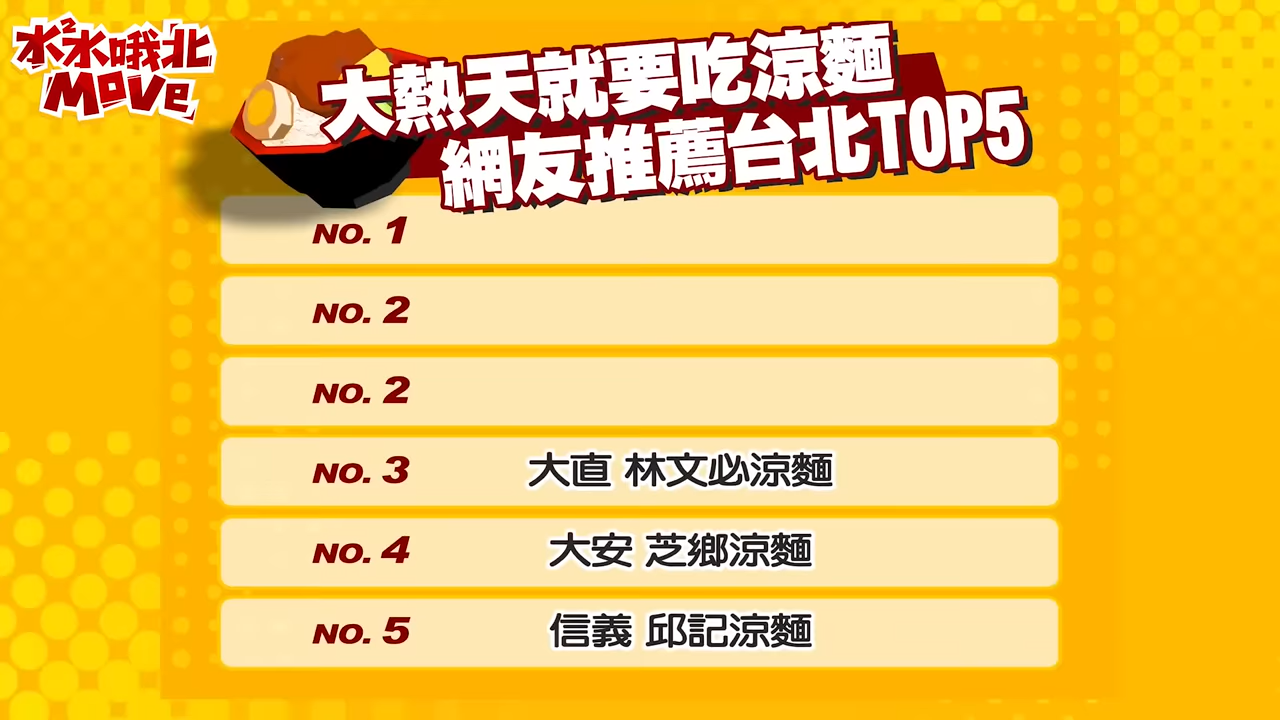 水2水哦北
Move
大熱天就要吃涼麵
網友推薦台北TOP5
NO. 1
NO. 2
NO. 2
NO. 3 大直 林文必涼麵
NO. 4 大安 芝鄉涼麵
NO. 5 信義 邱記涼麵